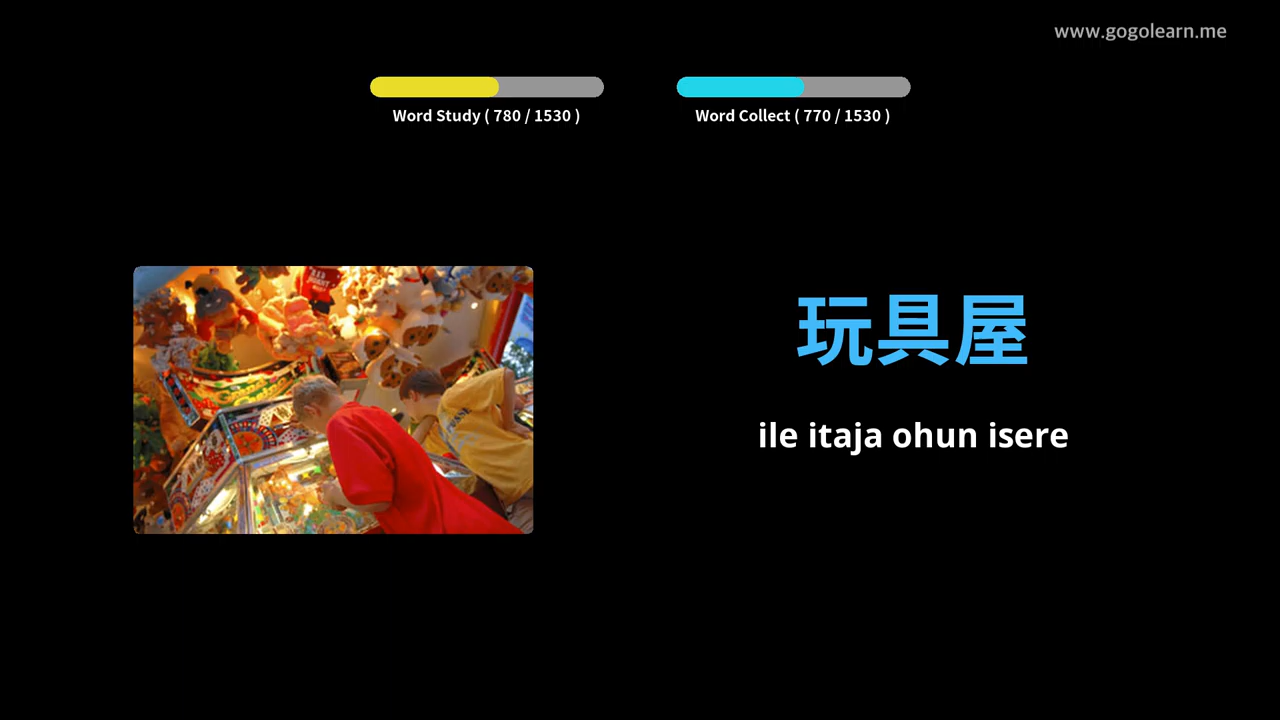 www.gogolearn.me
Word Study ( 780 / 1530 )
Word Collect ( 770 / 1530 )
玩具屋
ile itaja ohun isere